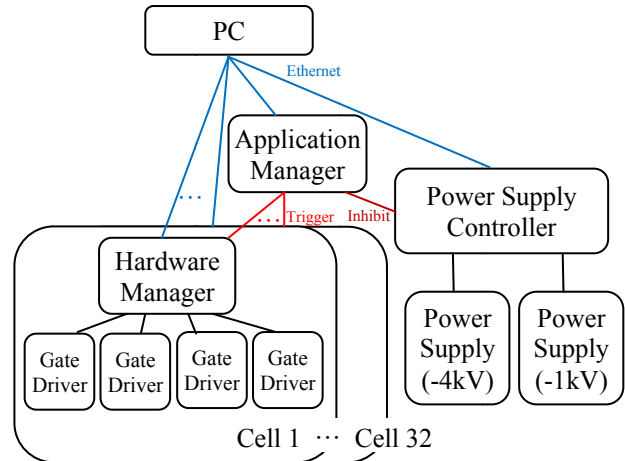 PC
Ethernet
Application
Manager
...
... Trigger Inhibit
Power Supply
Controller
Hardware
Manager
Gate
Driver
Gate
Driver
Gate
Driver
Gate
Driver
Power
Supply
(-4kV)
Power
Supply
(-1kV)
Cell 1 ... Cell 32